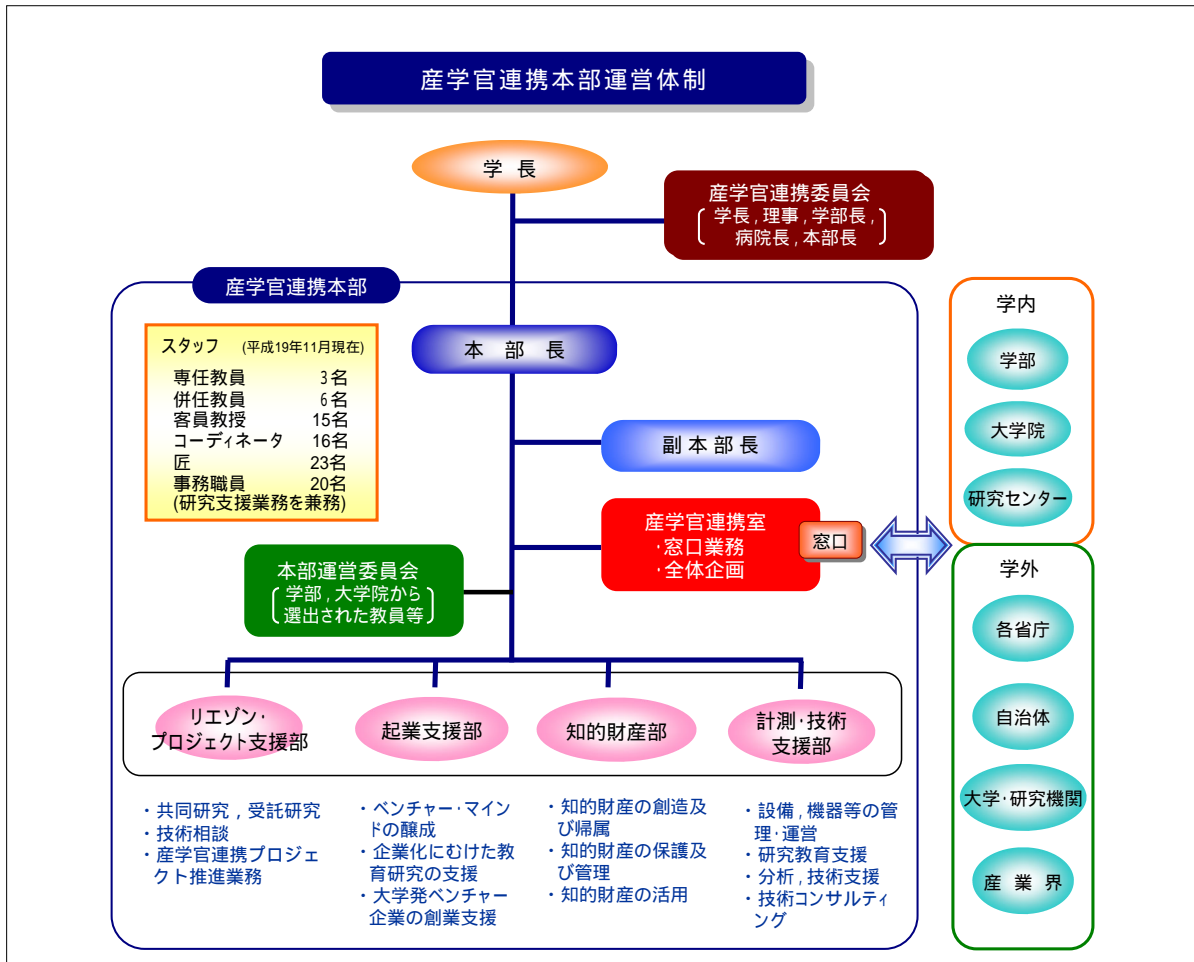 産学官連携本部運営体制
学長
産学官連携委員会
学長,理事,学部長,
病院長,本部長
産学官連携本部
スタッフ (平成19年11月現在)
専任教員 3名
併任教員 6名
客員教授 15名
コーディネータ 16名
匠 23名
事務職員 20名
(研究支援業務を兼務)
本部長
副本部長
産学官連携室
・窓口業務
・全体企画
窓口
本部運営委員会
学部,大学院から
選出された教員等
リエゾン・
プロジェクト支援部
起業支援部
知的財産部
計測・技術
支援部
・共同研究,受託研究
・技術相談
・産学官連携プロジェ
クト推進業務
・ベンチャー・マイン
ドの醸成
・企業化にむけた教
育研究の支援
・大学発ベンチャー
企業の創業支援
・知的財産の創造及
び帰属
・知的財産の保護及
び管理
・知的財産の活用
・設備,機器等の管
理・運営
・研究教育支援
・分析,技術支援
・技術コンサルティ
ング
学内
学部
大学院
研究センター
学外
各省庁
自治体
大学・研究機関
産業界